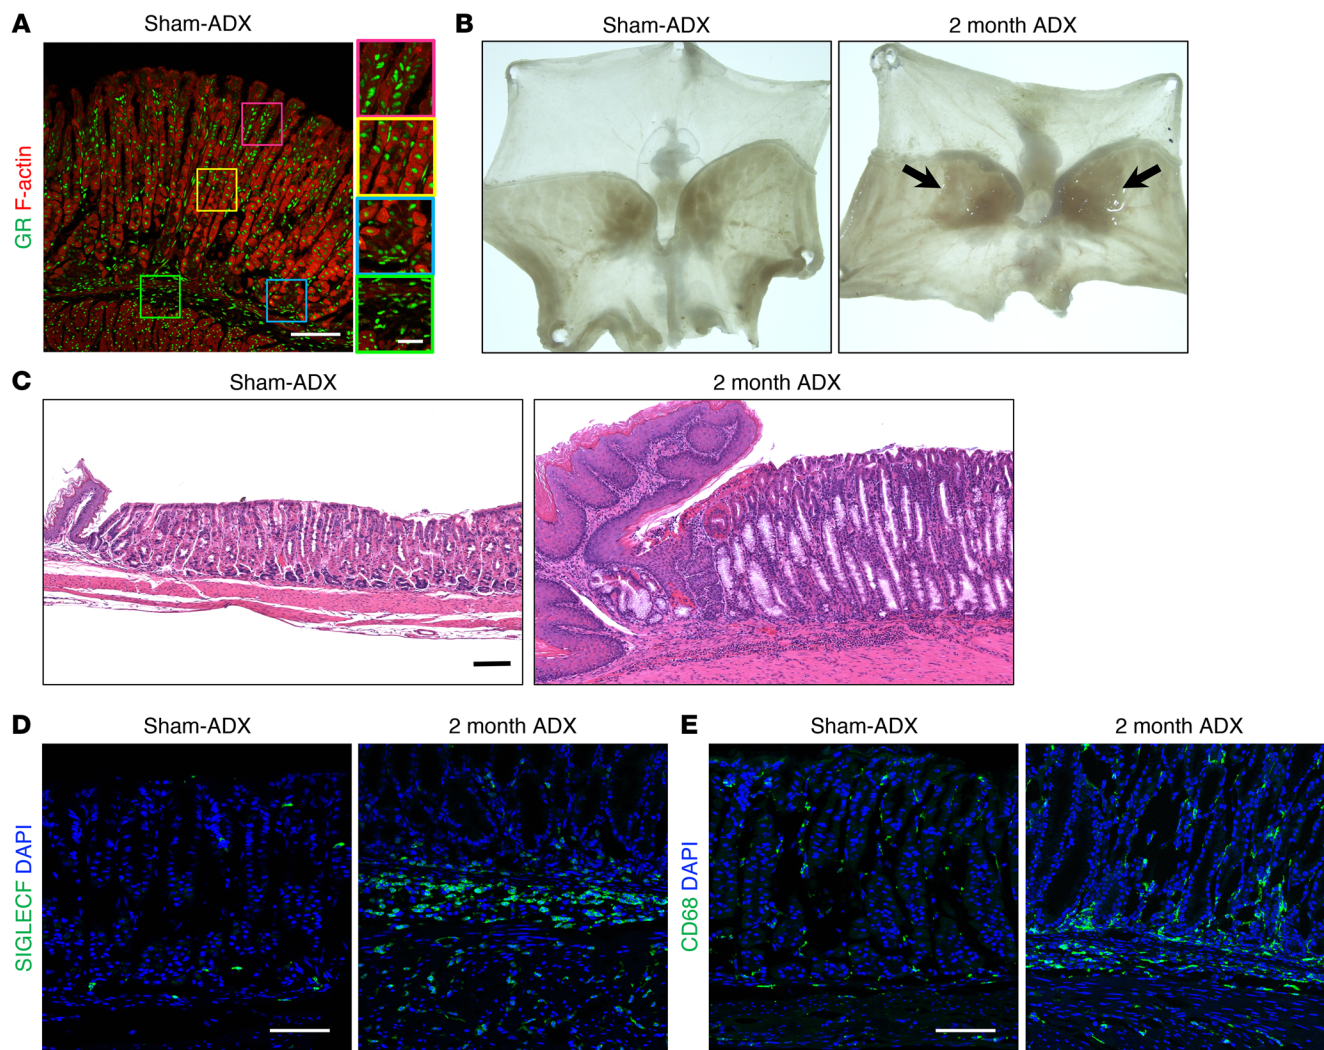 A
Sham-ADX
GR F-actin
B
Sham-ADX
2 month ADX
C
Sham-ADX
2 month ADX
D
Sham-ADX
2 month ADX
SIGLECF DAPI
E
Sham-ADX
2 month ADX
CD68 DAPI